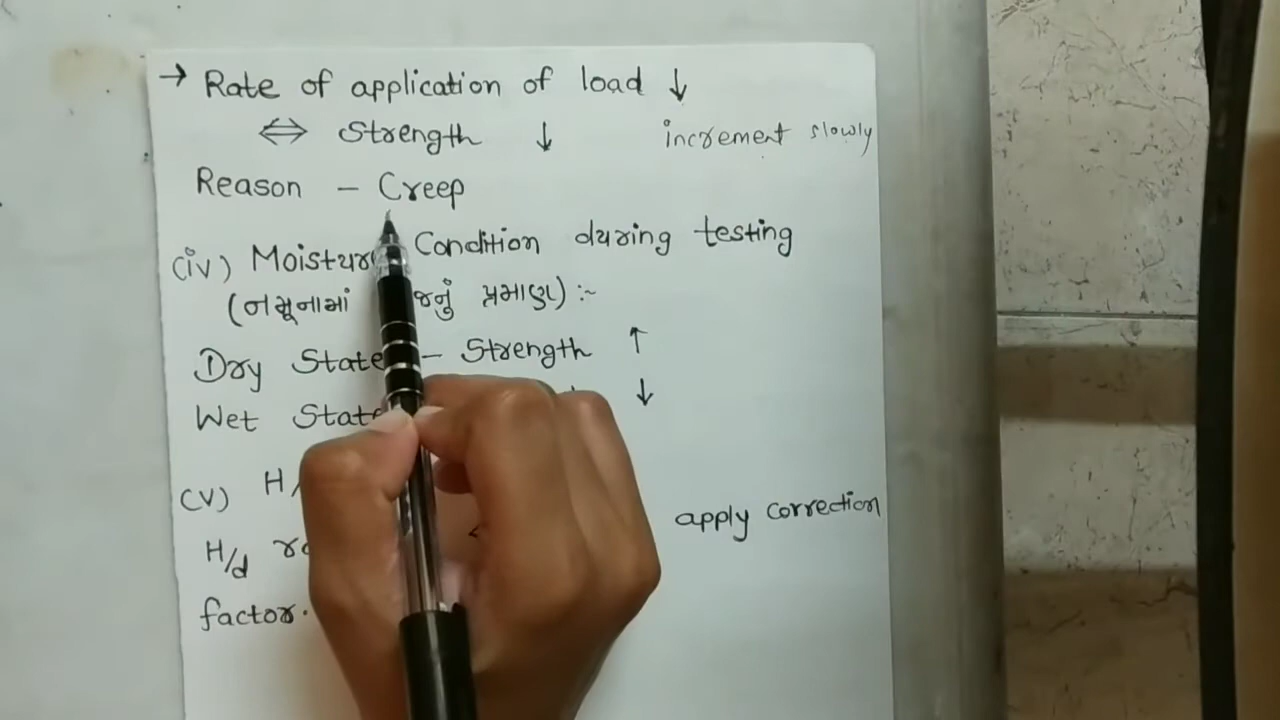 → Rate of application of load ↓
⇔ Strength ↓ increment slowly
Reason - Creep
(iv) Moistur Condition during testing
(નમૂનામાં જનું પ્રમાણ) :-
Dry State - Strength ↑
Wet State ↓
(v) H/
H/d apply correction
factor.